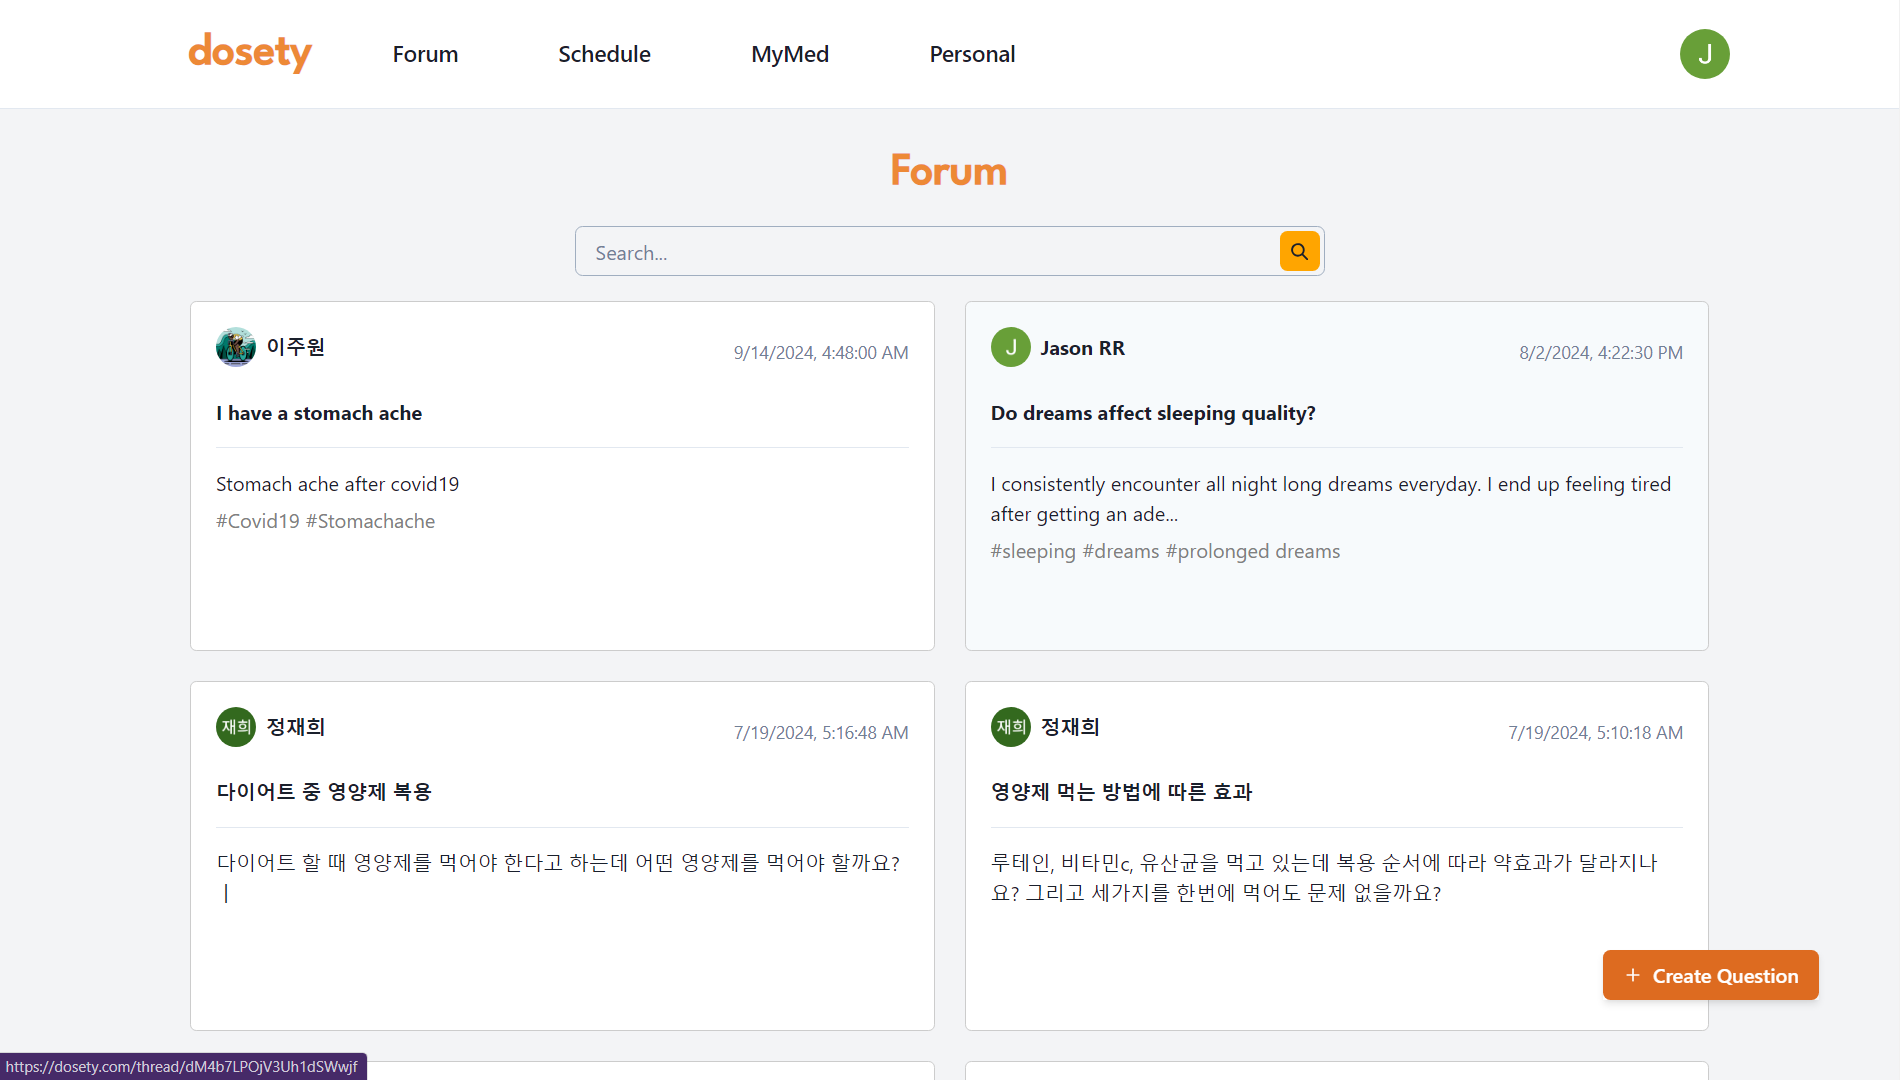 dosety
Forum
Schedule
MyMed
Personal
J
Forum
Search...
이주원
9/14/2024, 4:48:00 AM
I have a stomach ache
Stomach ache after covid19
#Covid19 #Stomachache
J
Jason RR
8/2/2024, 4:22:30 PM
Do dreams affect sleeping quality?
I consistently encounter all night long dreams everyday. I end up feeling tired
after getting an ade...
#sleeping #dreams #prolonged dreams
재희
정재희
7/19/2024, 5:16:48 AM
다이어트 중 영양제 복용
다이어트 할 때 영양제를 먹어야 한다고 하는데 어떤 영양제를 먹어야 할까요?
ㅣ
재희
정재희
7/19/2024, 5:10:18 AM
영양제 먹는 방법에 따른 효과
루테인, 비타민c, 유산균을 먹고 있는데 복용 순서에 따라 약효과가 달라지나
요? 그리고 세가지를 한번에 먹어도 문제 없을까요?
+ Create Question
https://dosety.com/thread/dM4b7LPOjV3Uh1dSWwjf